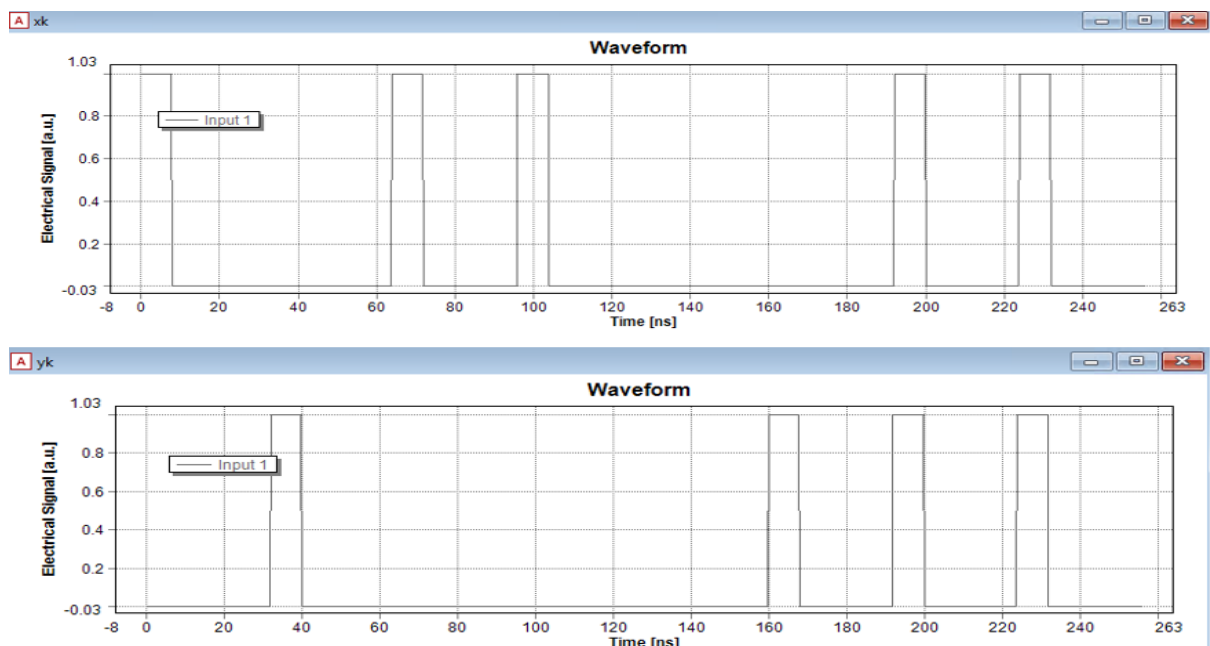 A xk
Waveform
1.03
0.8
0.6
0.4
0.2
-0.03
Electrical Signal [a.u.]
Input 1
-8 0 20 40 60 80 100 120 140 160 180 200 220 240 263
Time [ns]
A yk
Waveform
1.03
0.8
0.6
0.4
0.2
-0.03
Electrical Signal [a.u.]
Input 1
-8 0 20 40 60 80 100 120 140 160 180 200 220 240 263
Time [ns]